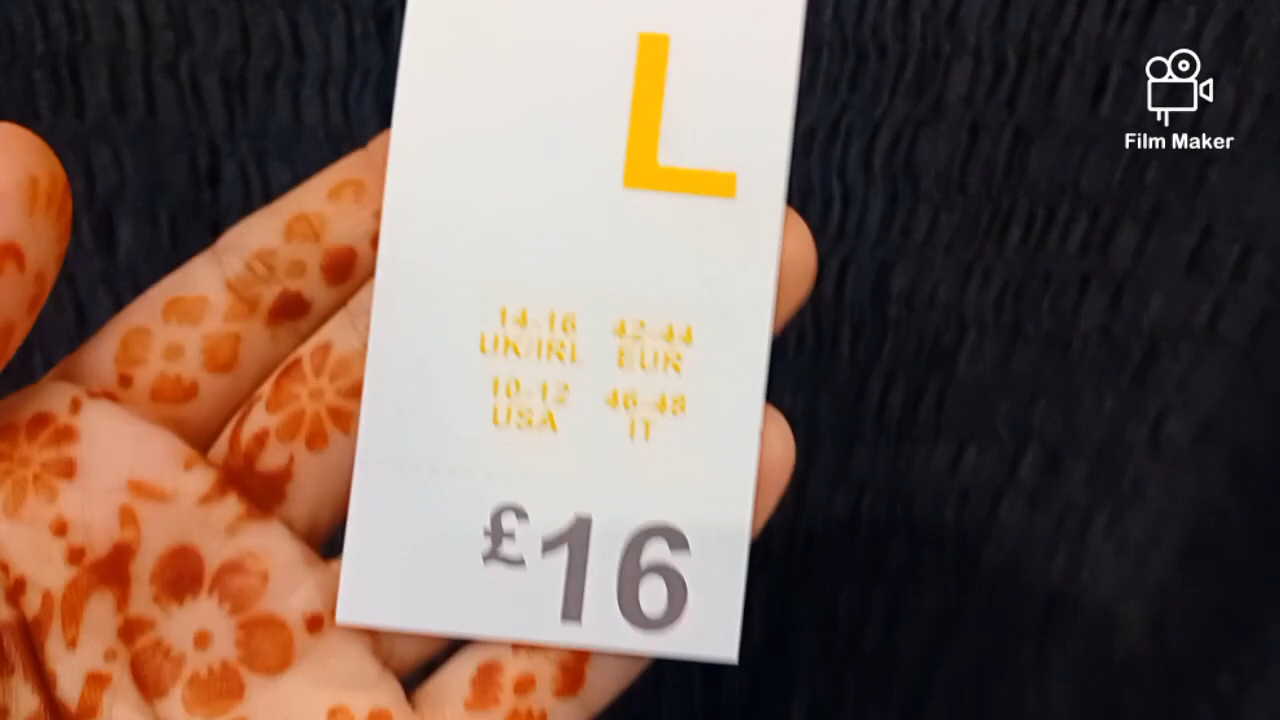 L
14-16 42-44
UK/IRL EUR
10-12 46-48
USA IT
£16
Film Maker